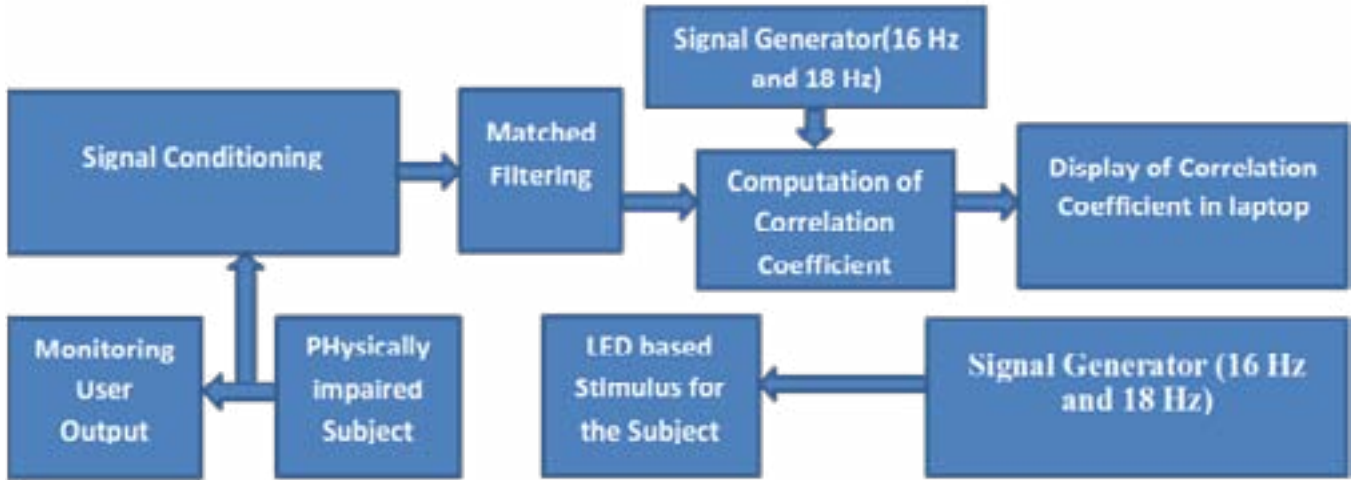 Signal Generator(16 Hz
and 18 Hz)
Signal Conditioning
Matched
Filtering
Computation of
Correlation
Coefficient
Display of Correlation
Coefficient in laptop
Monitoring
User
Output
PHysically
impaired
Subject
LED based
Stimulus for
the Subject
Signal Generator (16 Hz
and 18 Hz)